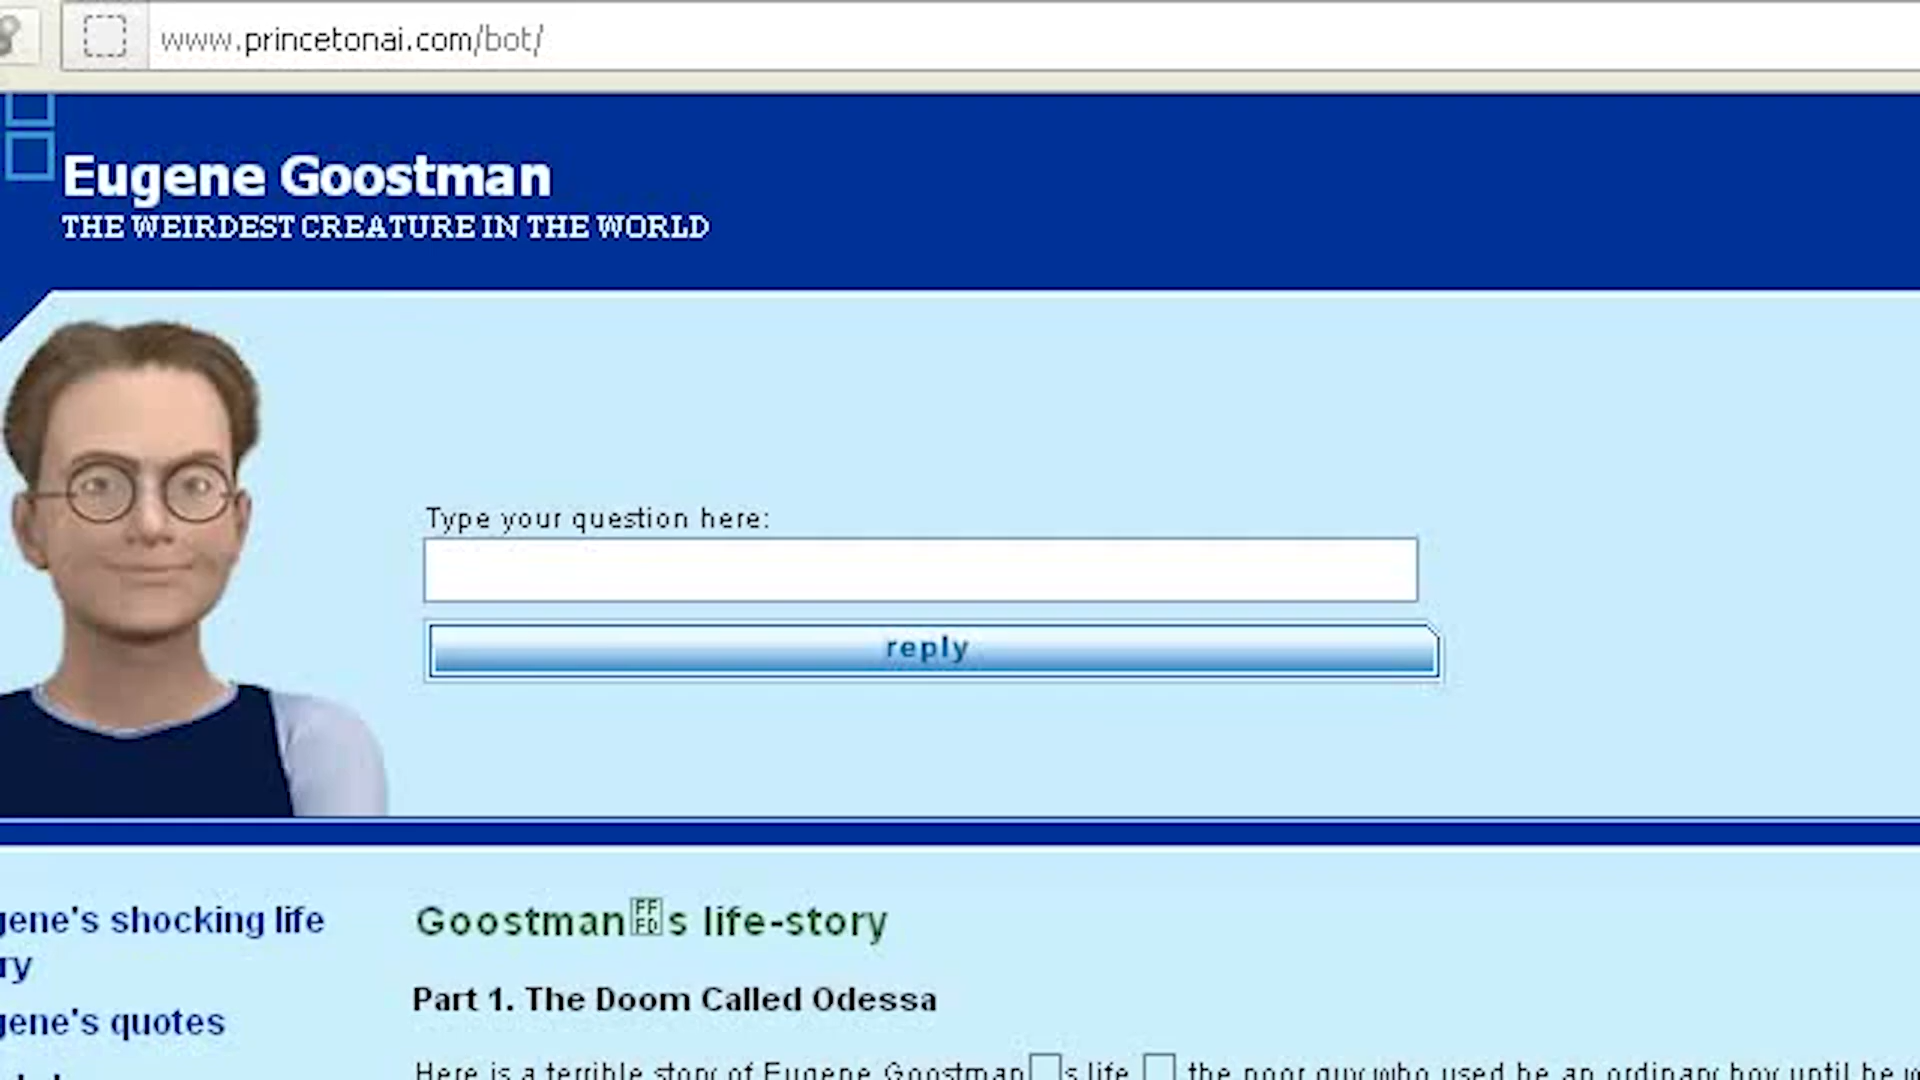 www.princetonai.com/bot/
Eugene Goostman
THE WEIRDEST CREATURE IN THE WORLD
Type your question here:
reply
gene's shocking life
ry
gene's quotes
Goostman�s life-story
Part 1. The Doom Called Odessa
Here is a terrible story of Eugene Goostman□s life □ the poor guy who used be an ordinary boy until he